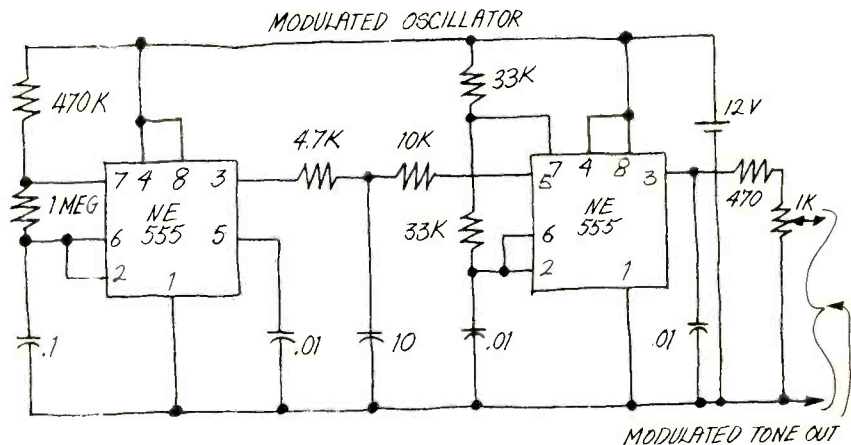 MODULATED OSCILLATOR
470K
33K
12V
4.7K
10K
7 4 8 3
1 MEG
NE
555
6
5
2
1
7
5
4 8
3
NE
555
470
1K
33K
6
2
1
.1
.01
10
.01
.01
MODULATED TONE OUT